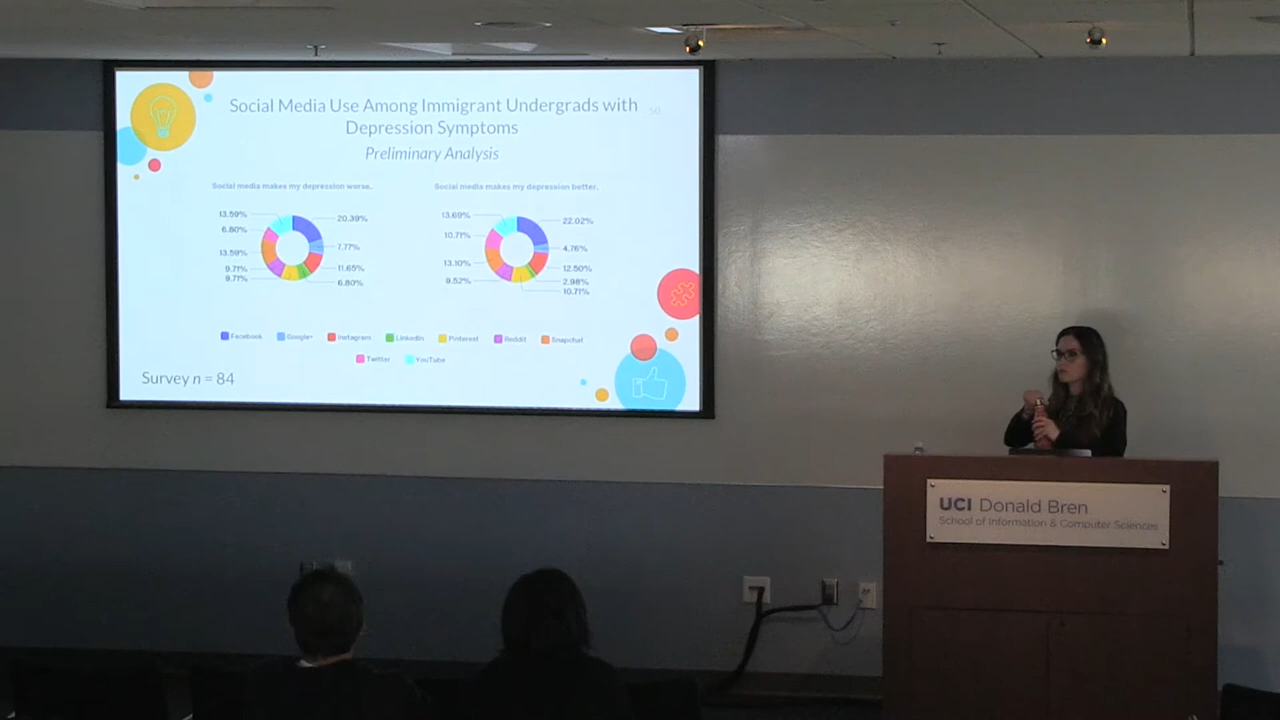 Social Media Use Among Immigrant Undergrads with
50
Depression Symptoms
Preliminary Analysis
Social media makes my depression worse.
13.59%
20.39%
6.80%
7.77%
13.59%
11.65%
9.71%
9.71%
6.80%
Social media makes my depression better.
13.69%
22.02%
10.71%
4.76%
13.10%
12.50%
9.52%
2.98%
10.71%
Facebook Google+ Instagram LinkedIn Pinterest Reddit Snapchat
Twitter YouTube
Survey n = 84
UCI Donald Bren
School of Information & Computer Sciences